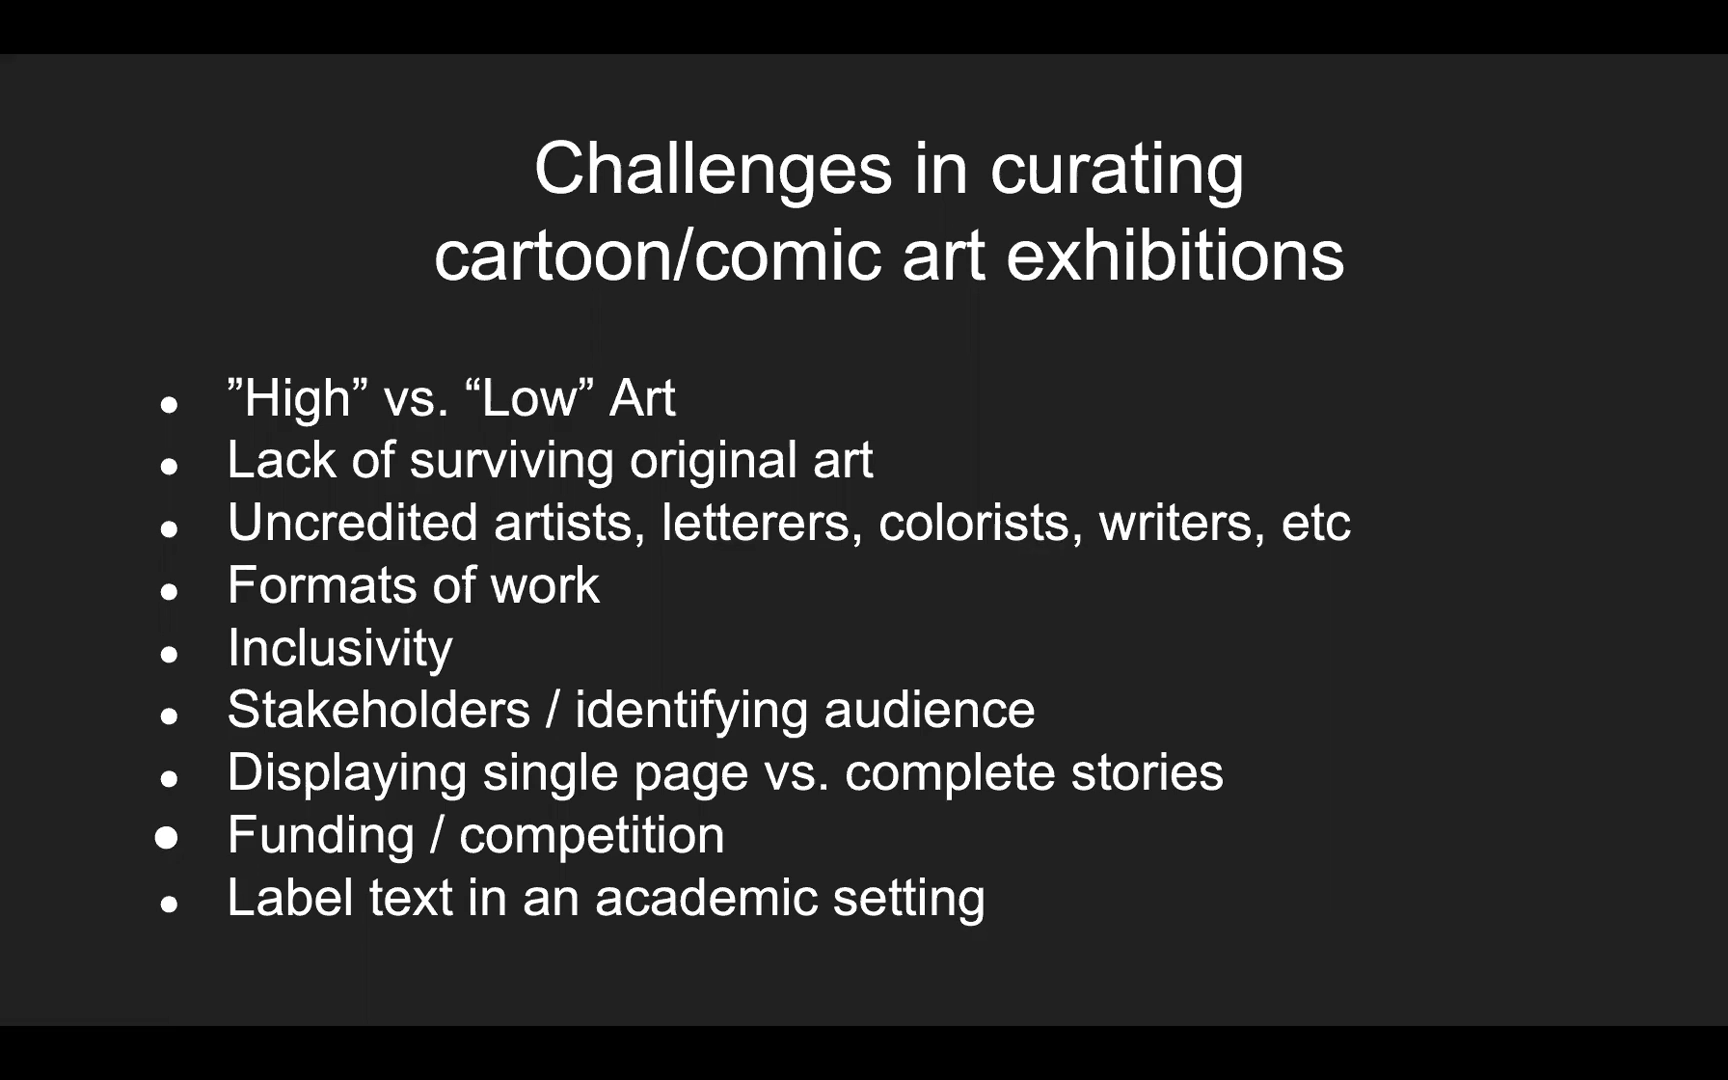 Challenges in curating
cartoon/comic art exhibitions
● ”High” vs. “Low” Art
● Lack of surviving original art
● Uncredited artists, letterers, colorists, writers, etc
● Formats of work
● Inclusivity
● Stakeholders / identifying audience
● Displaying single page vs. complete stories
● Funding / competition
● Label text in an academic setting